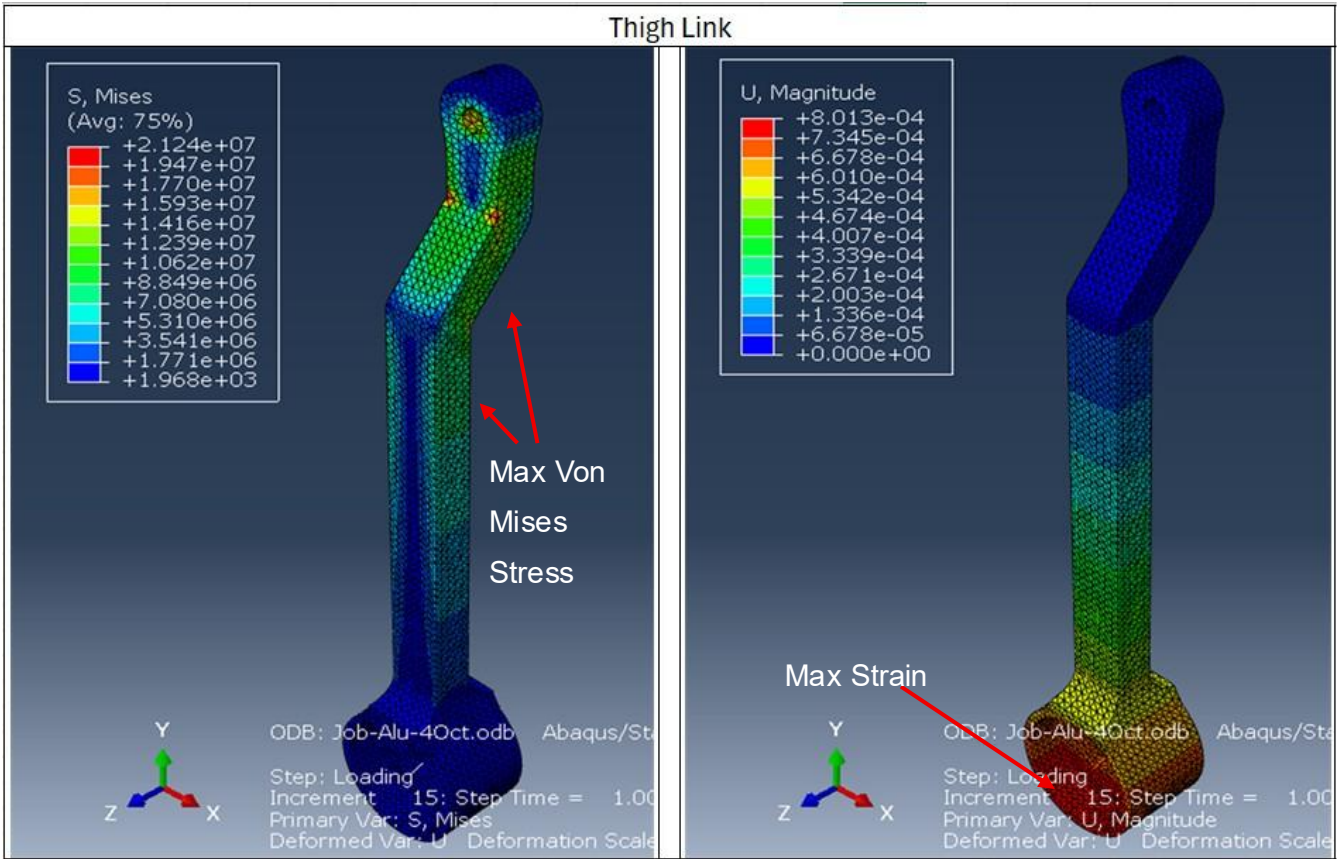 Thigh Link
S, Mises
(Avg: 75%)
+2.124e+07
+1.947e+07
+1.770e+07
+1.593e+07
+1.416e+07
+1.239e+07
+1.062e+07
+8.849e+06
+7.080e+06
+5.310e+06
+3.541e+06
+1.771e+06
+1.968e+03
Max Von
Mises
Stress
Y
Z
X
ODB: Job-Alu-4Oct.odb Abaqus/Sta
Step: Loading
Increment 15: Step Time = 1.00
Primary Var: S, Mises
Deformed Var: U Deformation Scale
U, Magnitude
+8.013e-04
+7.345e-04
+6.678e-04
+6.010e-04
+5.342e-04
+4.674e-04
+4.007e-04
+3.339e-04
+2.671e-04
+2.003e-04
+1.336e-04
+6.678e-05
+0.000e+00
Max Strain
Y
Z
X
ODB: Job-Alu-4Oct.odb Abaqus/Sta
Step: Loading
Increment 15: Step Time = 1.00
Primary Var: U, Magnitude
Deformed Var: U Deformation Scale